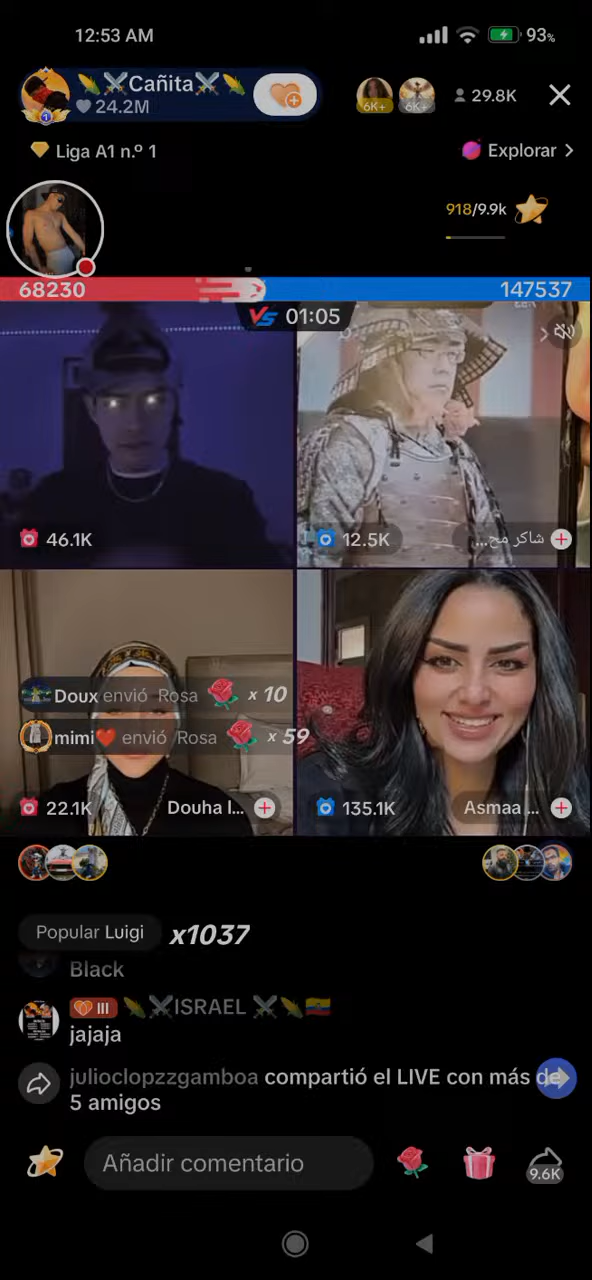 12:53 AM
93%
🌽⚔️Cañita⚔️🌽
24.2M
6K+
6K+
29.8K
Liga A1 n.º 1
Explorar
918/9.9k
68230
147537
VS 01:05
46.1K
12.5K
شاكر مح...
Doux envió Rosa x 10
mimi❤️ envió Rosa x 59
22.1K
Douha I...
135.1K
Asmaa ...
Popular Luigi x1037
Black
III 🌽⚔️ISRAEL ⚔️🌽🇪🇨
jajaja
julioclopzzgamboa compartió el LIVE con más de
5 amigos
Añadir comentario
9.6K